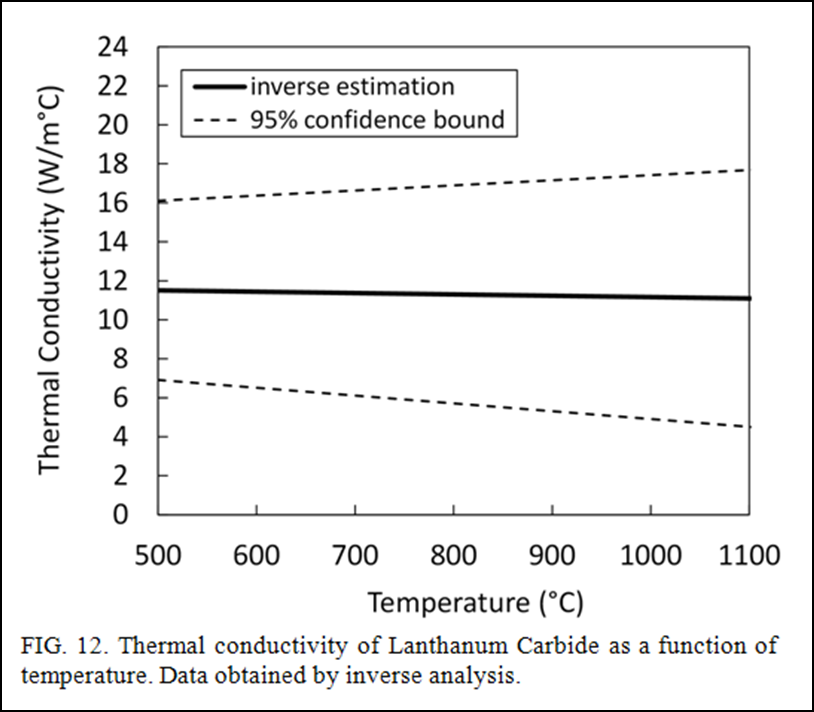 24
22
20
18
16
14
12
10
8
6
4
2
0
Thermal Conductivity (W/m°C)
inverse estimation
95% confidence bound
500 600 700 800 900 1000 1100
Temperature (°C)
FIG. 12. Thermal conductivity of Lanthanum Carbide as a function of
temperature. Data obtained by inverse analysis.